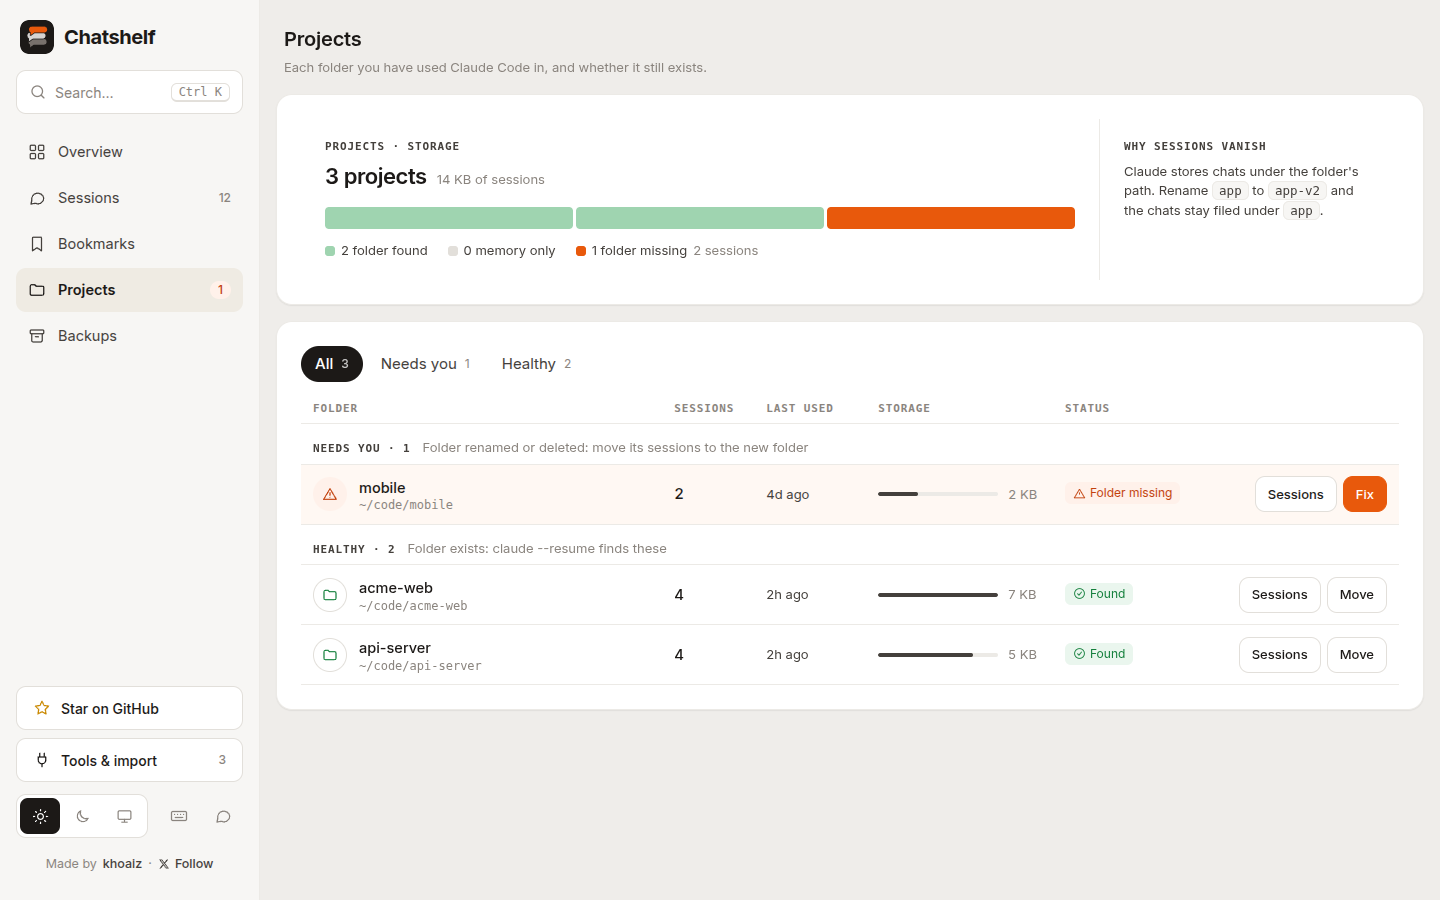 Chatshelf
Search...
Ctrl K
Overview
Sessions 12
Bookmarks
Projects 1
Backups
Star on GitHub
Tools & import 3
Made by khoaiz · Follow
Projects
Each folder you have used Claude Code in, and whether it still exists.
PROJECTS · STORAGE
3 projects 14 KB of sessions
2 folder found 0 memory only 1 folder missing 2 sessions
WHY SESSIONS VANISH
Claude stores chats under the folder's
path. Rename app to app-v2 and
the chats stay filed under app.
All 3 Needs you 1 Healthy 2
FOLDER SESSIONS LAST USED STORAGE STATUS
NEEDS YOU · 1 Folder renamed or deleted: move its sessions to the new folder
mobile
~/code/mobile
2 4d ago 2 KB Folder missing Sessions Fix
HEALTHY · 2 Folder exists: claude --resume finds these
acme-web
~/code/acme-web
4 2h ago 7 KB Found Sessions Move
api-server
~/code/api-server
4 2h ago 5 KB Found Sessions Move